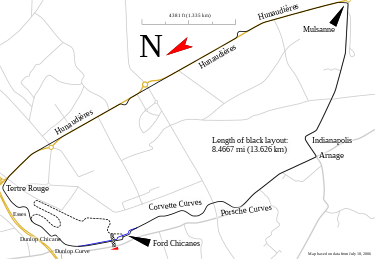 4381 ft (1.335 km)
Hunaudières
Mulsanne
N
Hunaudières
Hunaudières
Length of black layout:
8.4667 mi (13.626 km)
Indianapolis
Arnage
Tertre Rouge
Corvette Curves
Porsche Curves
Esses
Dunlop Chicane
Ford Chicanes
Dunlop Curve
Map based on data from July 18, 2006